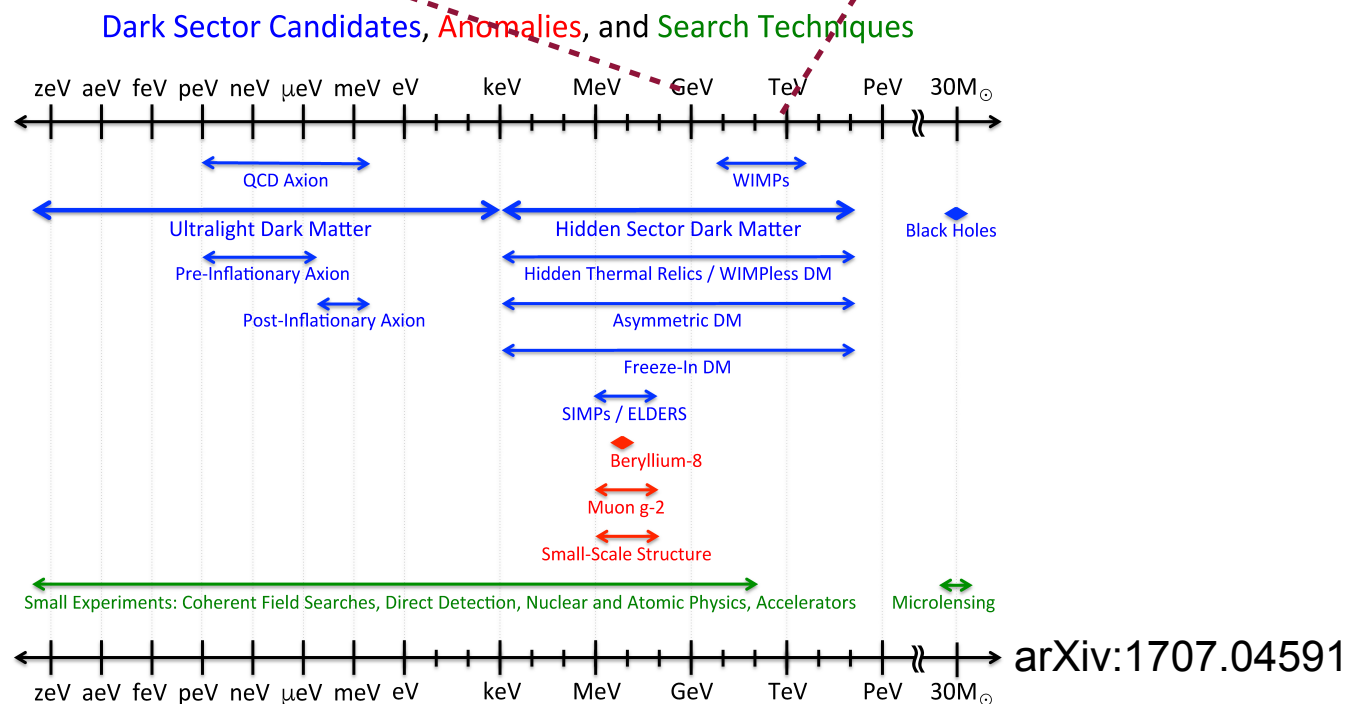 Dark Sector Candidates, Anomalies, and Search Techniques
zeV aeV feV peV neV μeV meV eV keV MeV GeV TeV PeV 30M☉
QCD Axion WIMPs
Ultralight Dark Matter Hidden Sector Dark Matter Black Holes
Pre-Inflationary Axion Hidden Thermal Relics / WIMPless DM
Post-Inflationary Axion Asymmetric DM
Freeze-In DM
SIMPs / ELDERS
Beryllium-8
Muon g-2
Small-Scale Structure
Small Experiments: Coherent Field Searches, Direct Detection, Nuclear and Atomic Physics, Accelerators Microlensing
arXiv:1707.04591
zeV aeV feV peV neV μeV meV eV keV MeV GeV TeV PeV 30M☉